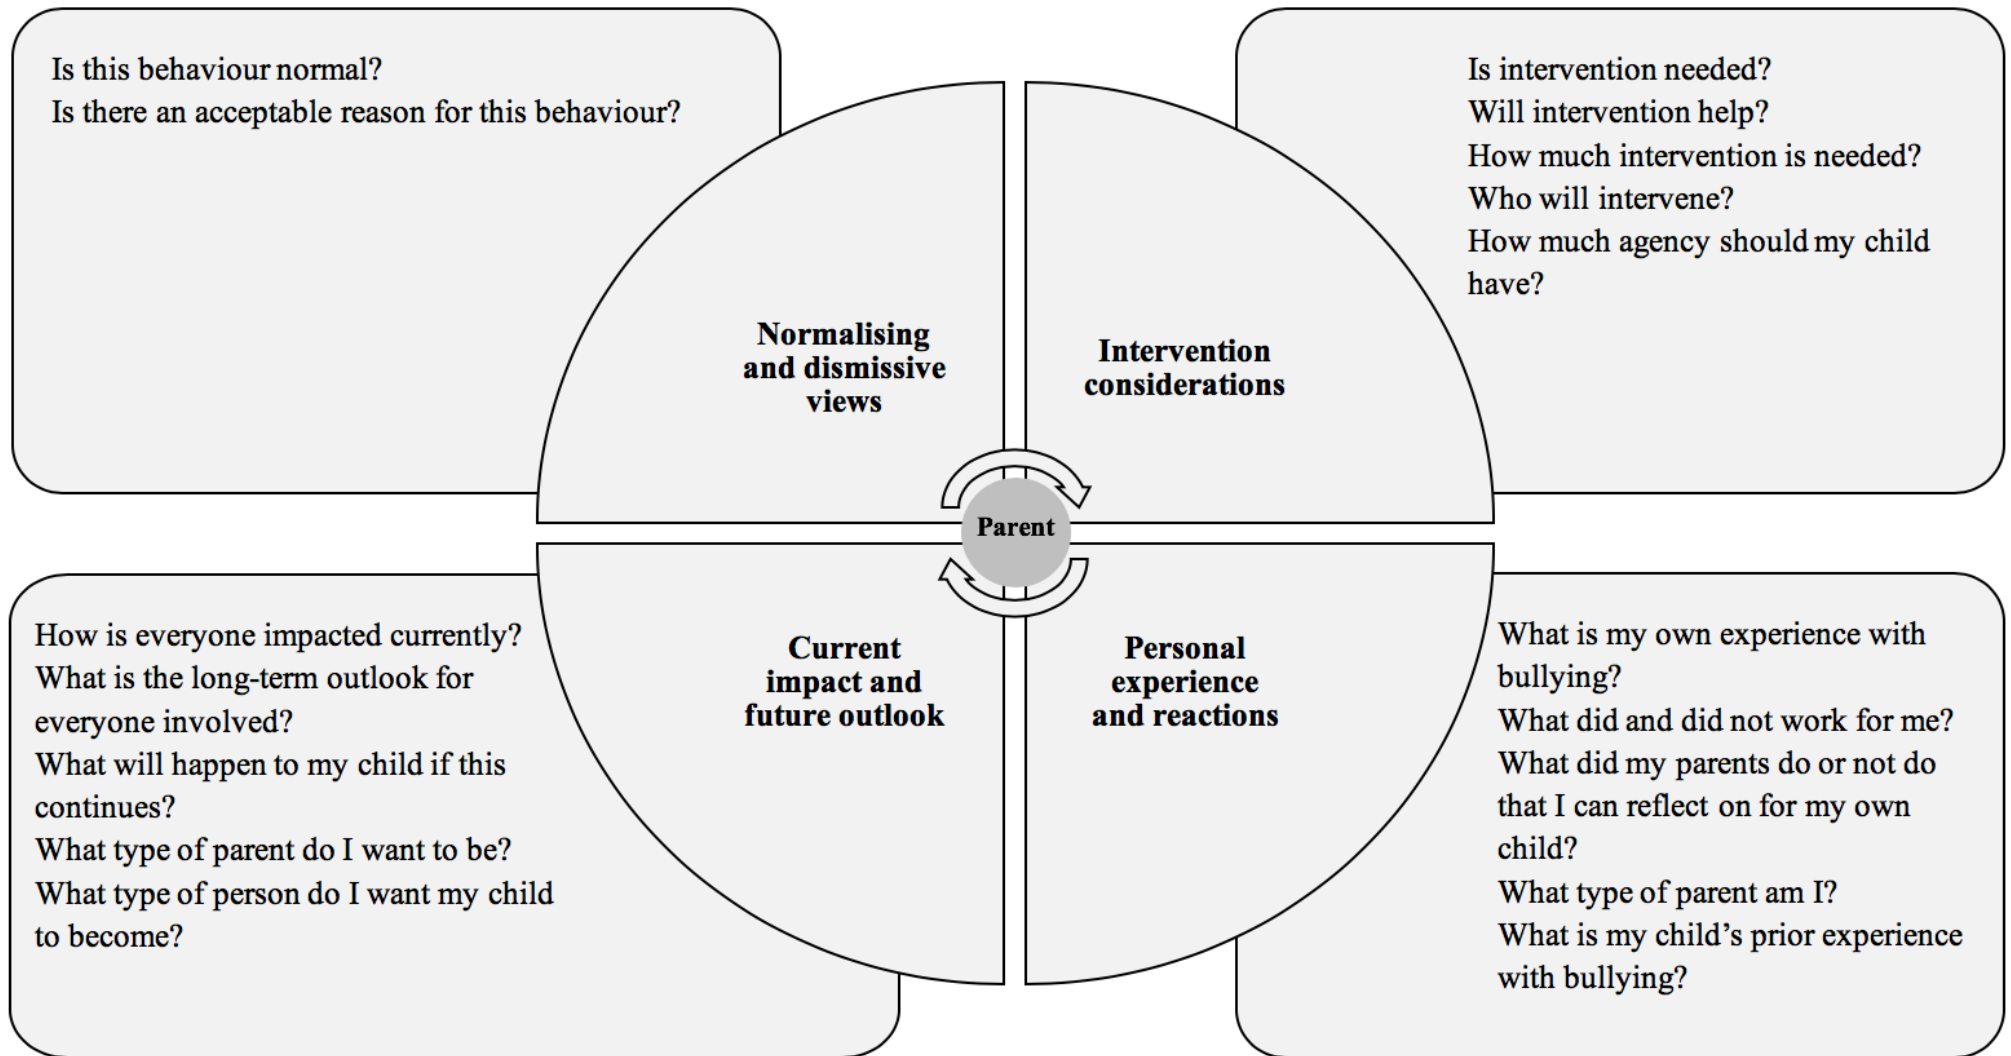 Is this behaviour normal?
Is there an acceptable reason for this behaviour?
Is intervention needed?
Will intervention help?
How much intervention is needed?
Who will intervene?
How much agency should my child
have?
Normalising
and dismissive
views
Intervention
considerations
Parent
Current
impact and
future outlook
Personal
experience
and reactions
How is everyone impacted currently?
What is the long-term outlook for
everyone involved?
What will happen to my child if this
continues?
What type of parent do I want to be?
What type of person do I want my child
to become?
What is my own experience with
bullying?
What did and did not work for me?
What did my parents do or not do
that I can reflect on for my own
child?
What type of parent am I?
What is my child’s prior experience
with bullying?